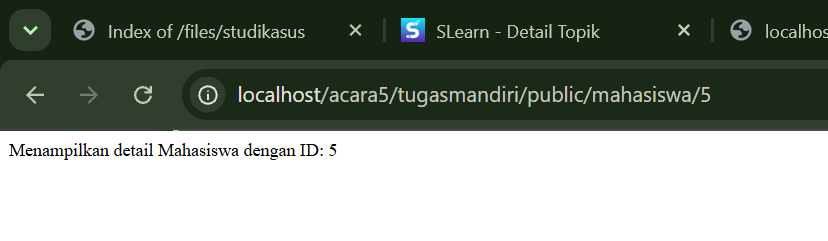 Index of /files/studikasus
SLearn - Detail Topik
localhos
localhost/acara5/tugasmandiri/public/mahasiswa/5
Menampilkan detail Mahasiswa dengan ID: 5